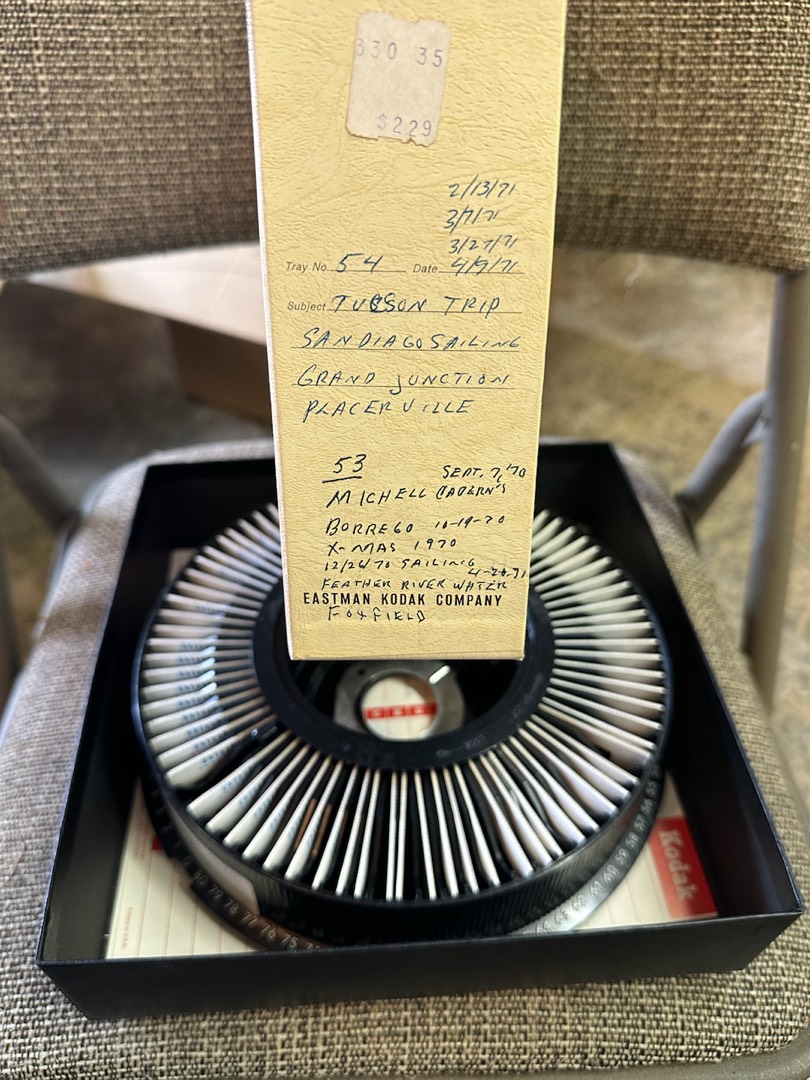 330 35
$229
2/13/71
3/7/71
3/27/71
Tray No. 54 Date 4/9/71
Subject TUCSON TRIP
SANDIAGO SAILING
GRAND JUNCTION
PLACERVILLE
53 SEPT, 7, '70
MICHELL CABERN'S
BORREGO 10-19-70
X-MAS 1970
12/26/70 SAILING 4-20-71
FEATHER RIVER WATER
EASTMAN KODAK COMPANY
FOXFIELD
Kodak